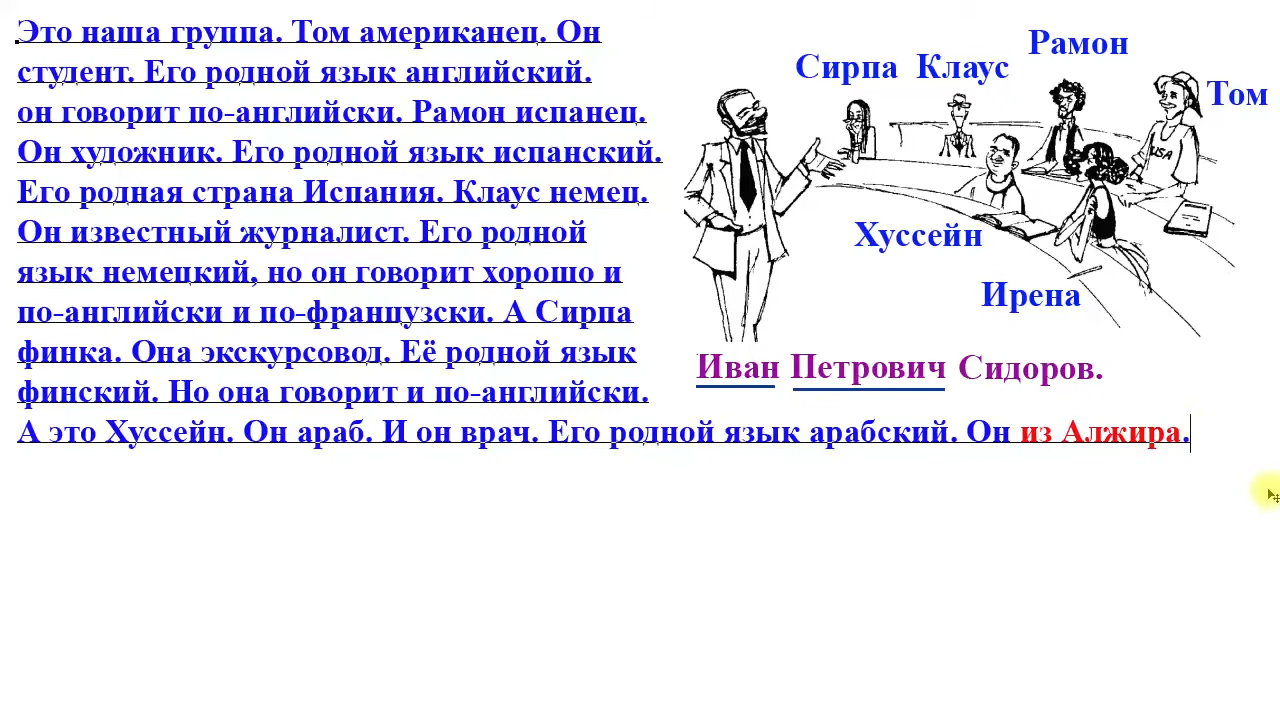 Это наша группа. Том американец. Он
студент. Его родной язык английский.
он говорит по-английски. Рамон испанец.
Он художник. Его родной язык испанский.
Его родная страна Испания. Клаус немец.
Он известный журналист. Его родной
язык немецкий, но он говорит хорошо и
по-английски и по-французски. А Сирпа
финка. Она экскурсовод. Её родной язык
финский. Но она говорит и по-английски.
А это Хуссейн. Он араб. И он врач. Его родной язык арабский. Он из Алжира.
Рамон
Сирпа Клаус
Том
USA
Хуссейн
Ирена
Иван Петрович Сидоров.